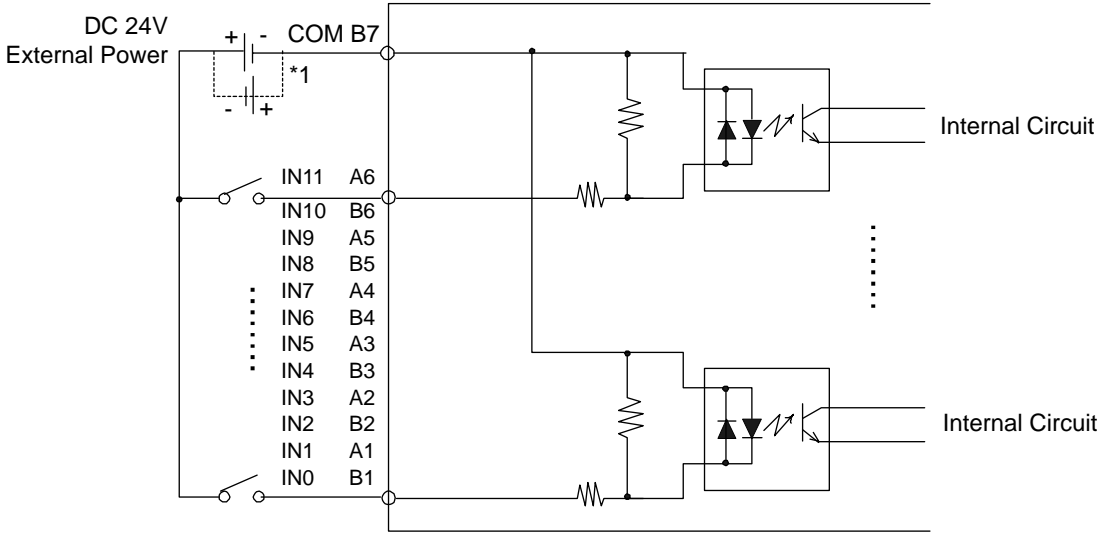 DC 24V
External Power
+ -
COM B7
*1
- +
Internal Circuit
IN11 A6
IN10 B6
IN9 A5
IN8 B5
IN7 A4
IN6 B4
IN5 A3
IN4 B3
IN3 A2
IN2 B2
IN1 A1
IN0 B1
Internal Circuit